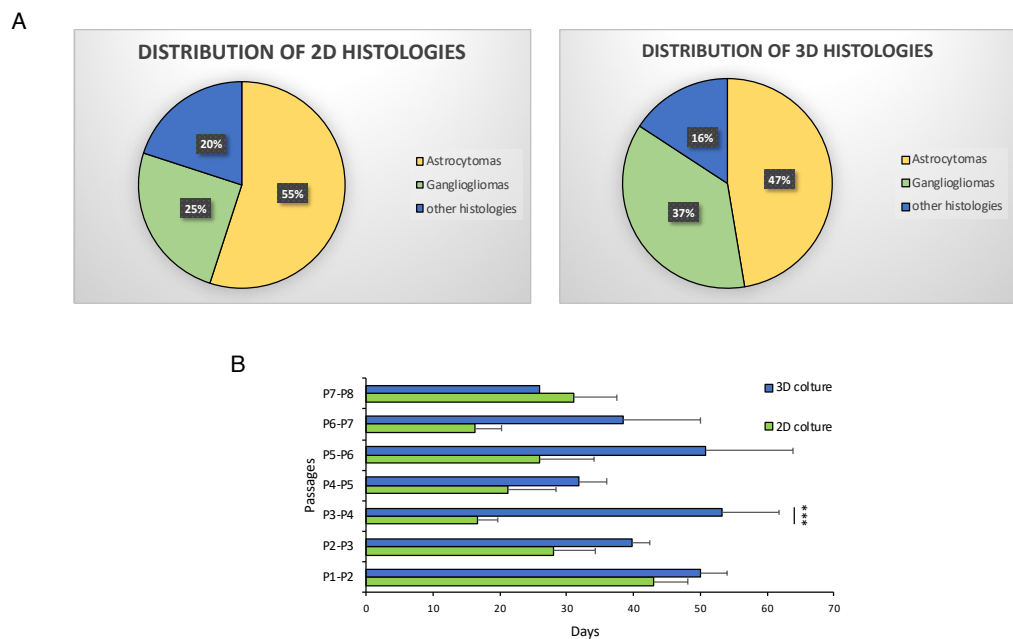 A
DISTRIBUTION OF 2D HISTOLOGIES
20%
55%
25%
Astrocytomas
Gangliogliomas
other histologies
DISTRIBUTION OF 3D HISTOLOGIES
16%
47%
37%
Astrocytomas
Gangliogliomas
other histologies
B
3D colture
2D colture
Passages
P7-P8
P6-P7
P5-P6
P4-P5
P3-P4
P2-P3
P1-P2
***
0 10 20 30 40 50 60 70
Days